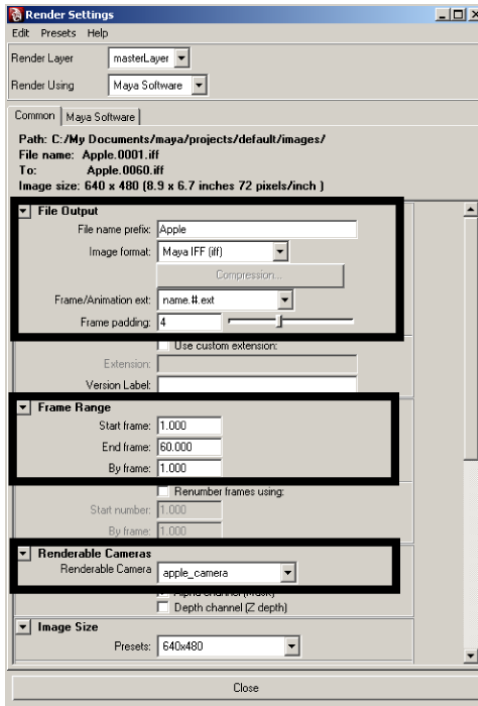 Render Settings
Edit Presets Help
Render Layer masterLayer
Render Using Maya Software
Common Maya Software
Path: C:/My Documents/maya/projects/default/images/
File name: Apple.0001.iff
To: Apple.0060.iff
Image size: 640 x 480 (8.9 x 6.7 inches 72 pixels/inch )
File Output
File name prefix: Apple
Image format: Maya IFF (iff)
Compression...
Frame/Animation ext: name.#.ext
Frame padding: 4
Use custom extension:
Extension:
Version Label:
Frame Range
Start frame: 1.000
End frame: 60.000
By frame: 1.000
Renumber frames using:
Start number: 1.000
By frame: 1.000
Renderable Cameras
Renderable Camera apple_camera
Alpha channel (Mask)
Depth channel (Z depth)
Image Size
Presets: 640x480
Close